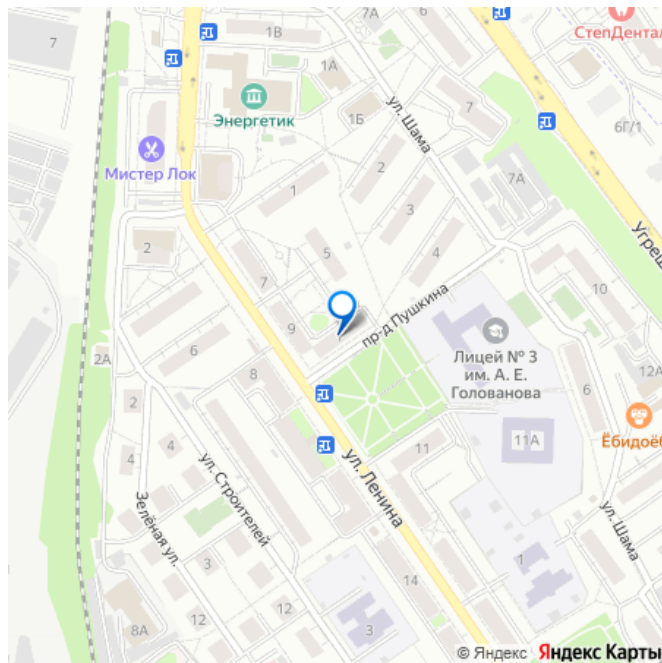 7
7А
1В
СтепДентал
1А
Энергетик
1Б
ул. Шама
7
6Г/1
Мистер Лок
2
1
7А
3
2
5
4
Угреш
7
10
пр-д Пушкина
9
Лицей № 3
им. А. Е.
Голованова
2А
6
8
6
12А
2
11
11А
Ёбидоёб
4
4
ул. Строителей
ул. Ленина
Зелёная ул.
ул. Шама
3
14
1
12
12
3
8А
© Яндекс Яндекс Карты